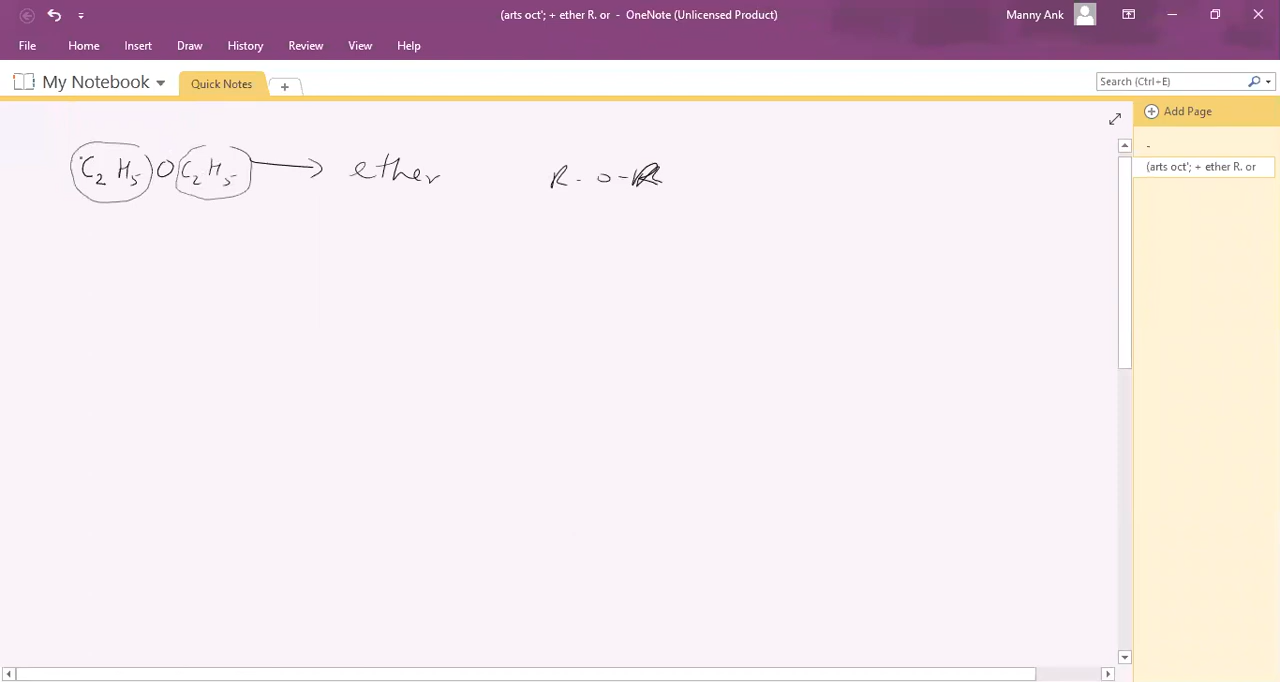 (arts oct'; + ether R. or - OneNote (Unlicensed Product)
Manny Ank
File Home Insert Draw History Review View Help
My Notebook
Quick Notes
+
Search (Ctrl+E)
Add Page
-
(arts oct'; + ether R. or
C2H5OC2H5 → ether R-O-R